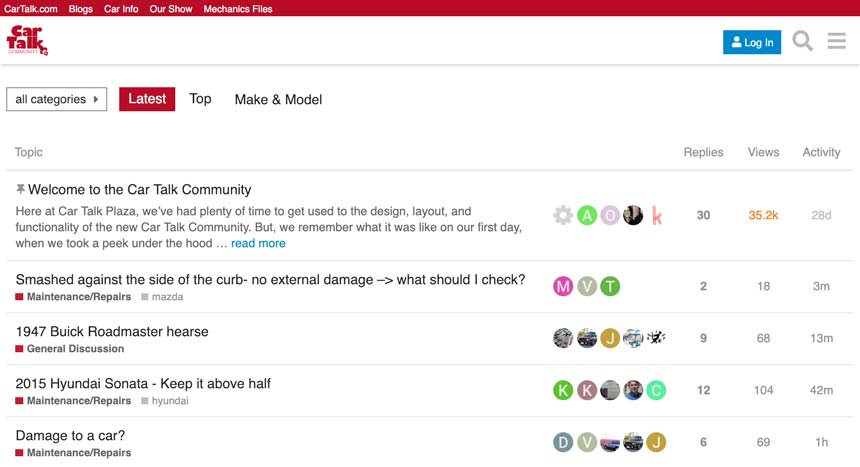 CarTalk.com Blogs Car Info Our Show Mechanics Files
Car
Talk
COMMUNITY
Log In
all categories Latest Top Make & Model
Topic Replies Views Activity
Welcome to the Car Talk Community
Here at Car Talk Plaza, we’ve had plenty of time to get used to the design, layout, and
functionality of the new Car Talk Community. But, we remember what it was like on our first day,
when we took a peek under the hood … read more
A O k 30 35.2k 28d
Smashed against the side of the curb- no external damage –> what should I check?
Maintenance/Repairs mazda
M V T 2 18 3m
1947 Buick Roadmaster hearse
General Discussion
J 9 68 13m
2015 Hyundai Sonata - Keep it above half
Maintenance/Repairs hyundai
K K C 12 104 42m
Damage to a car?
Maintenance/Repairs
D V J 6 69 1h